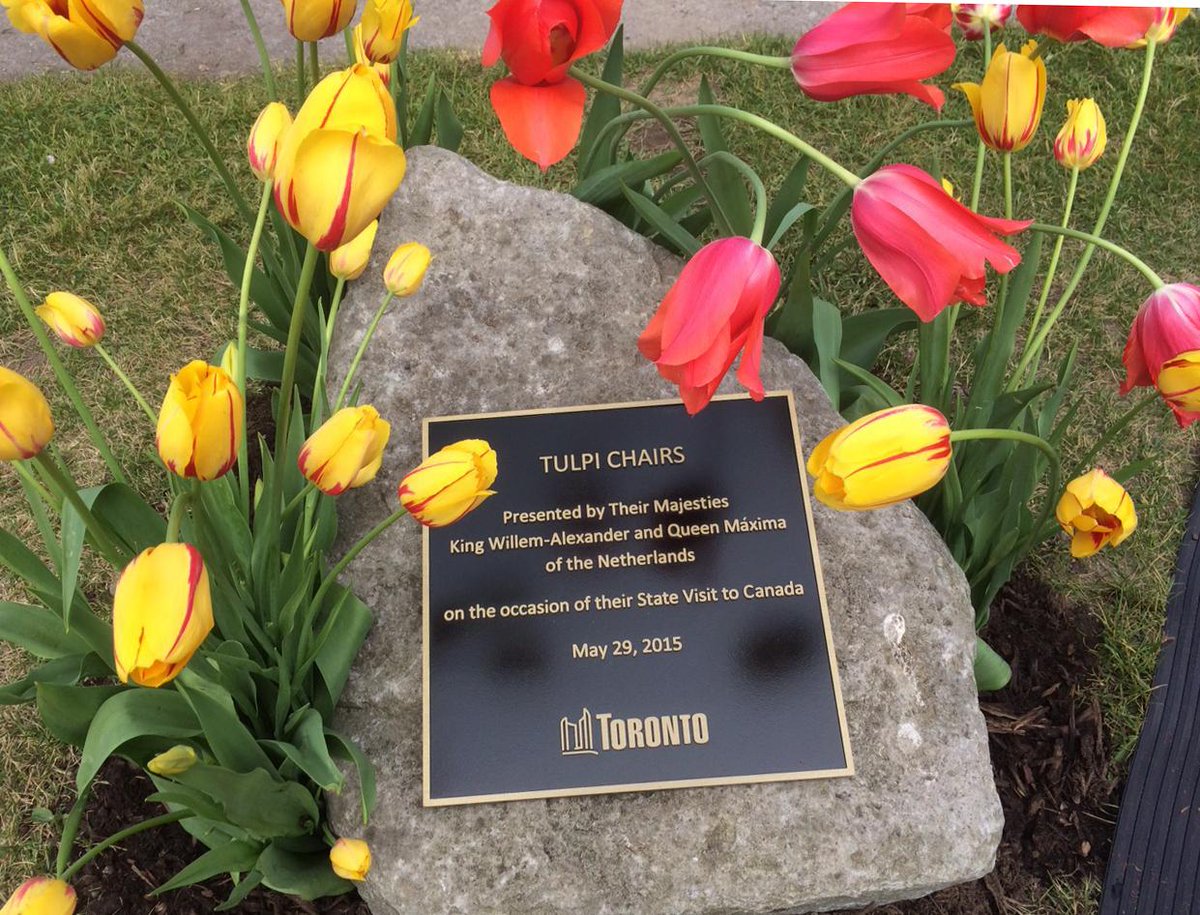 TULPI CHAIRS
Presented by Their Majesties
King Willem-Alexander and Queen Máxima
of the Netherlands
on the occasion of their State Visit to Canada
May 29, 2015
TORONTO